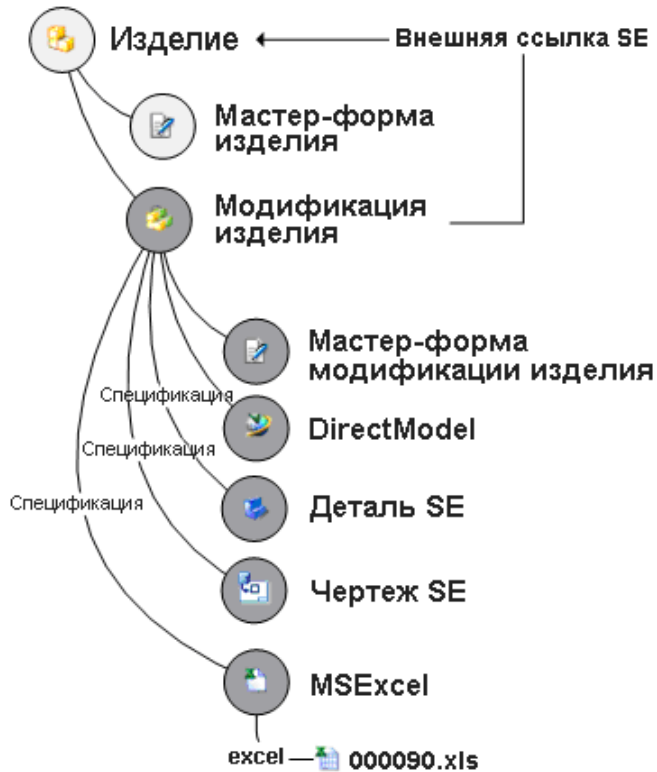 Изделие
Внешняя ссылка SE
Мастер-форма
изделия
Модификация
изделия
Мастер-форма
модификации изделия
Спецификация
DirectModel
Спецификация
Спецификация
Деталь SE
Чертеж SE
MSExcel
excel
000090.xls